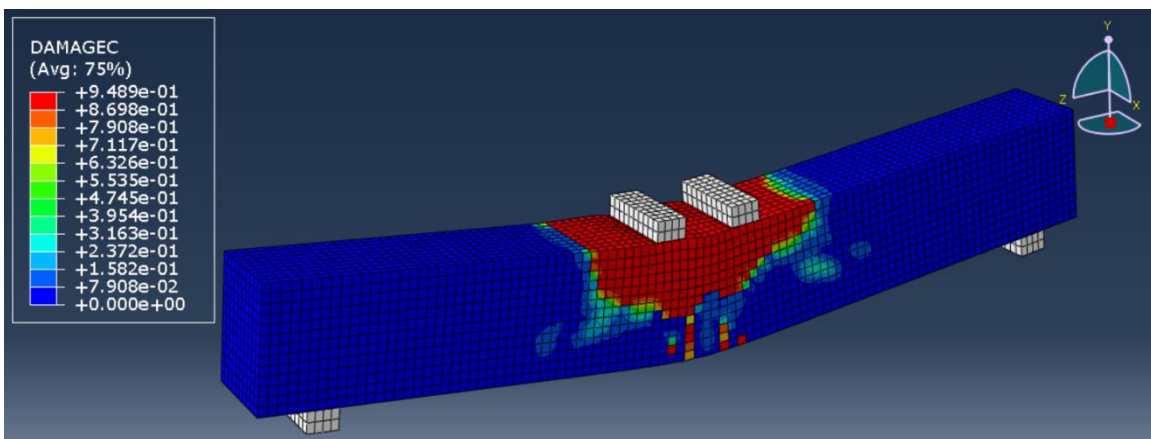 DAMAGEC
(Avg: 75%)
+9.489e-01
+8.698e-01
+7.908e-01
+7.117e-01
+6.326e-01
+5.535e-01
+4.745e-01
+3.954e-01
+3.163e-01
+2.372e-01
+1.582e-01
+7.908e-02
+0.000e+00
Y
Z
X